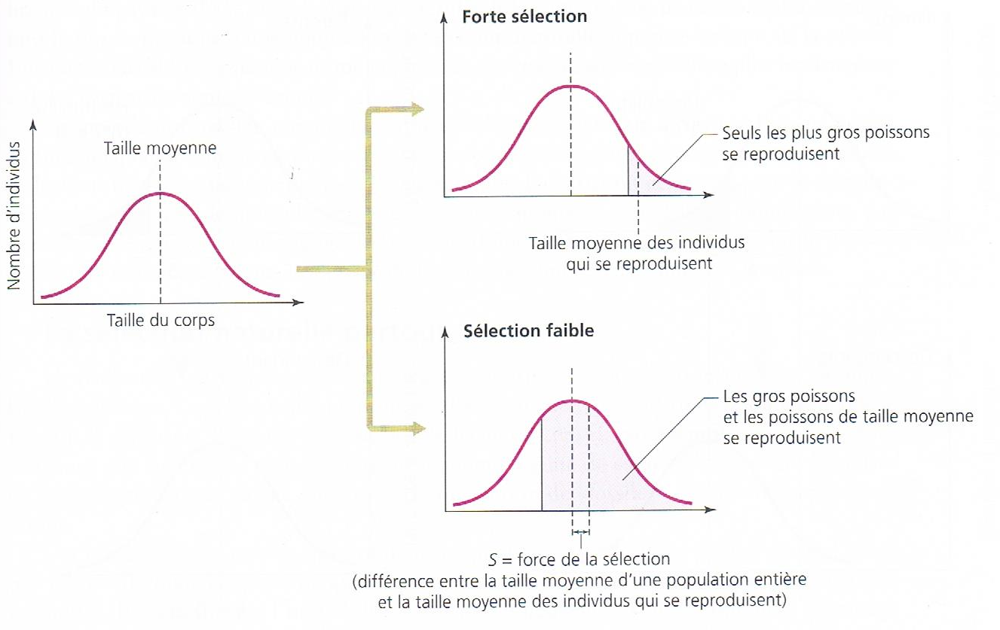 Nombre d'individus
Taille moyenne
Taille du corps
Forte sélection
Seuls les plus gros poissons
se reproduisent
Taille moyenne des individus
qui se reproduisent
Sélection faible
Les gros poissons
et les poissons de taille moyenne
se reproduisent
S = force de la sélection
(différence entre la taille moyenne d'une population entière
et la taille moyenne des individus qui se reproduisent)